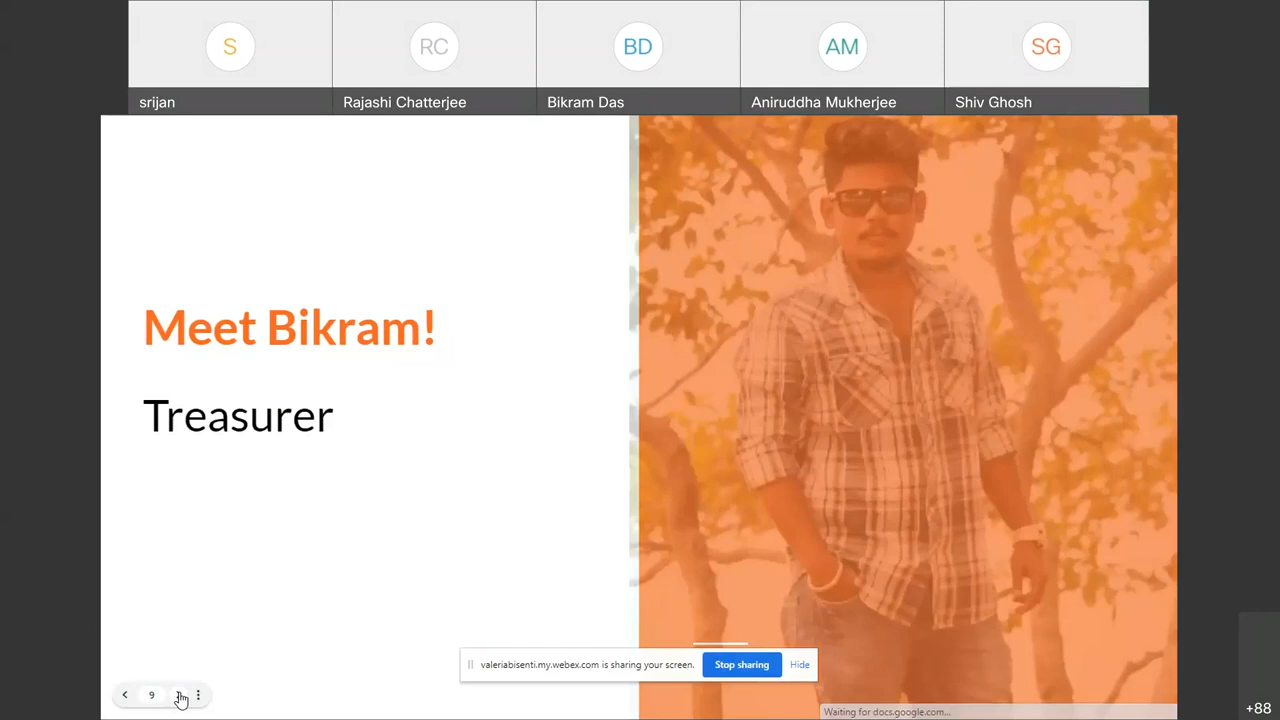 S
RC
BD
AM
SG
srijan
Rajashi Chatterjee
Bikram Das
Aniruddha Mukherjee
Shiv Ghosh
Meet Bikram!
Treasurer
valeriabisenti.my.webex.com is sharing your screen.
Stop sharing
Hide
9
Waiting for docs.google.com...
+88